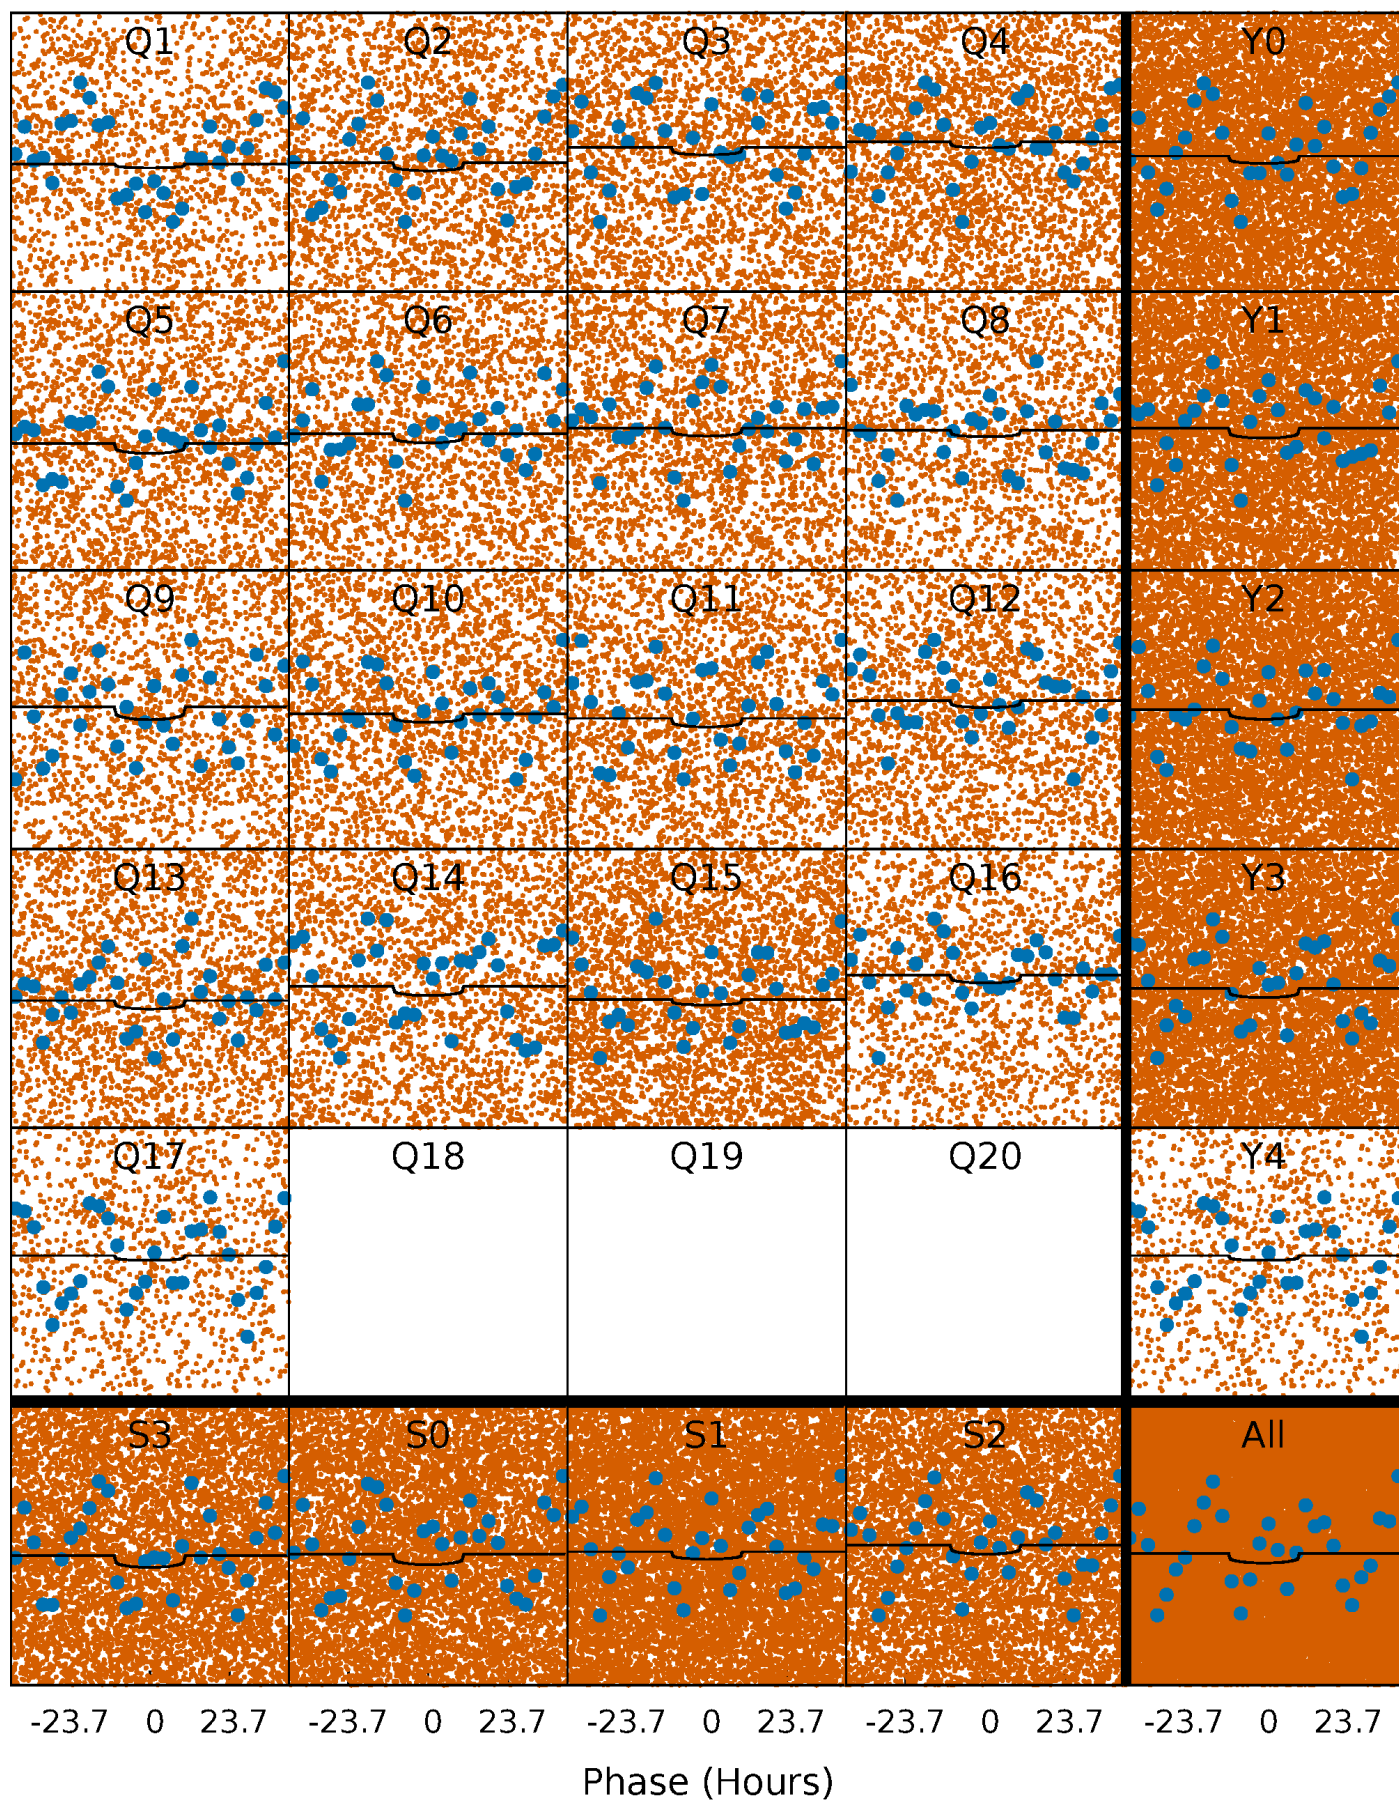 Q1 Q2 Q3 Q4 Y0
Q5 Q6 Q7 Q8 Y1
Q9 Q10 Q11 Q12 Y2
Q13 Q14 Q15 Q16 Y3
Q17 Q18 Q19 Q20 Y4
S3 S0 S1 S2 All
-23.7 0 23.7 -23.7 0 23.7 -23.7 0 23.7 -23.7 0 23.7 -23.7 0 23.7
Phase (Hours)